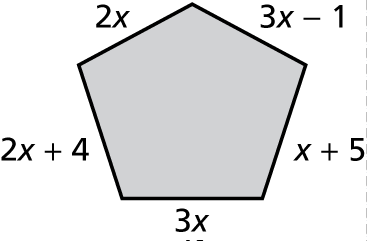 2x
3x − 1
2x + 4
x + 5
3x